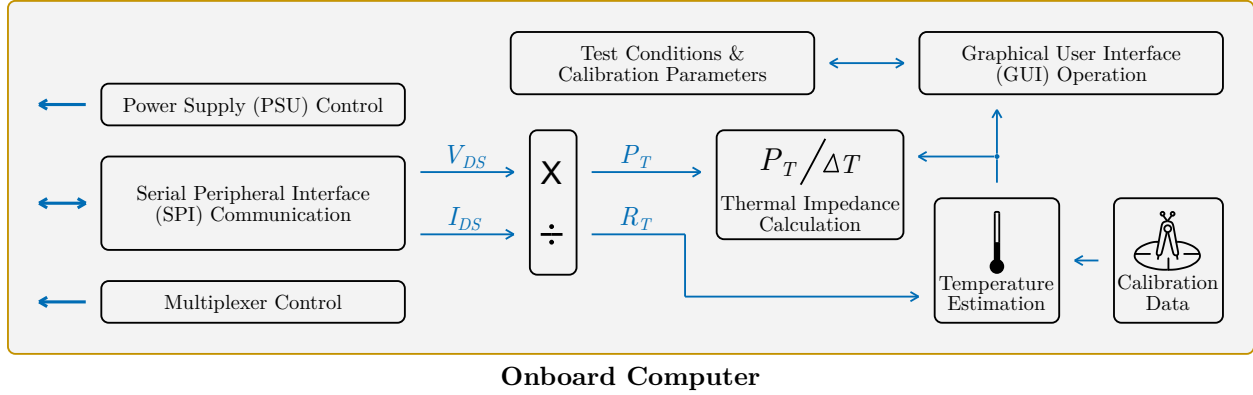 Test Conditions &
Calibration Parameters
Graphical User Interface
(GUI) Operation
Power Supply (PSU) Control
Serial Peripheral Interface
(SPI) Communication
Multiplexer Control
V_DS
I_DS
×
÷
P_T
R_T
P_T / ΔT
Thermal Impedance
Calculation
Temperature
Estimation
Calibration
Data
Onboard Computer